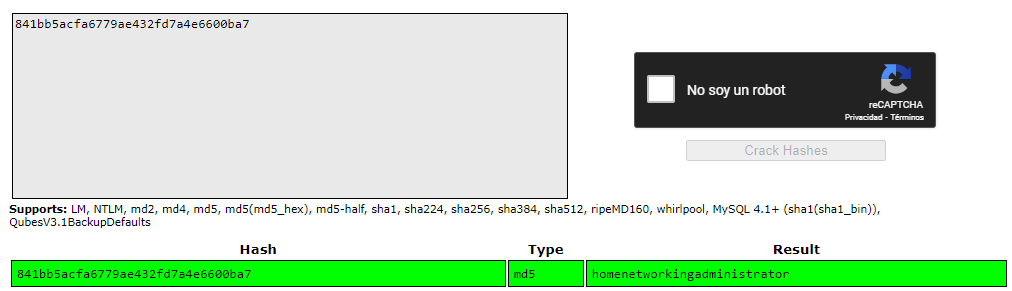 841bb5acfa6779ae432fd7a4e6600ba7
No soy un robot
reCAPTCHA
Privacidad - Términos
Crack Hashes
Supports: LM, NTLM, md2, md4, md5, md5(md5_hex), md5-half, sha1, sha224, sha256, sha384, sha512, ripeMD160, whirlpool, MySQL 4.1+ (sha1(sha1_bin)),
QubesV3.1BackupDefaults
Hash Type Result
841bb5acfa6779ae432fd7a4e6600ba7 md5 homenetworkingadministrator